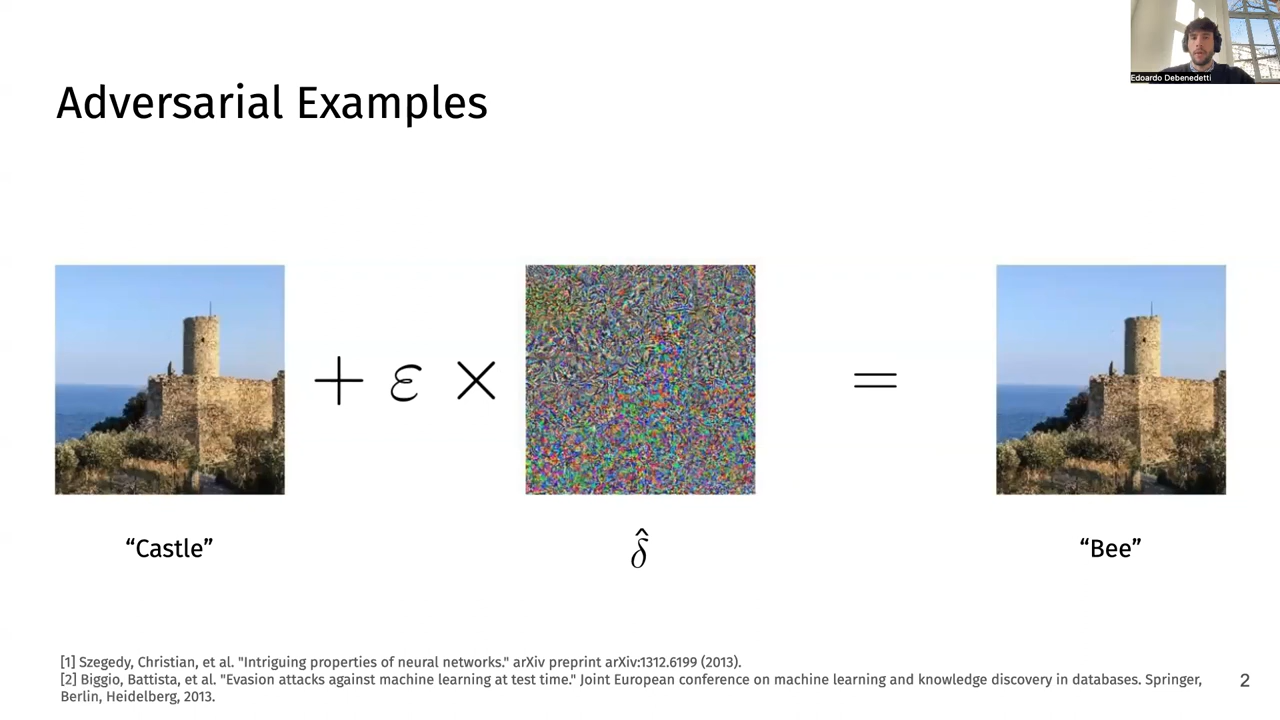 Edoardo Debenedetti
Adversarial Examples
+ ε × =
“Castle”
δ̂
“Bee”
[1] Szegedy, Christian, et al. "Intriguing properties of neural networks." arXiv preprint arXiv:1312.6199 (2013).
[2] Biggio, Battista, et al. "Evasion attacks against machine learning at test time." Joint European conference on machine learning and knowledge discovery in databases. Springer,
Berlin, Heidelberg, 2013.
2